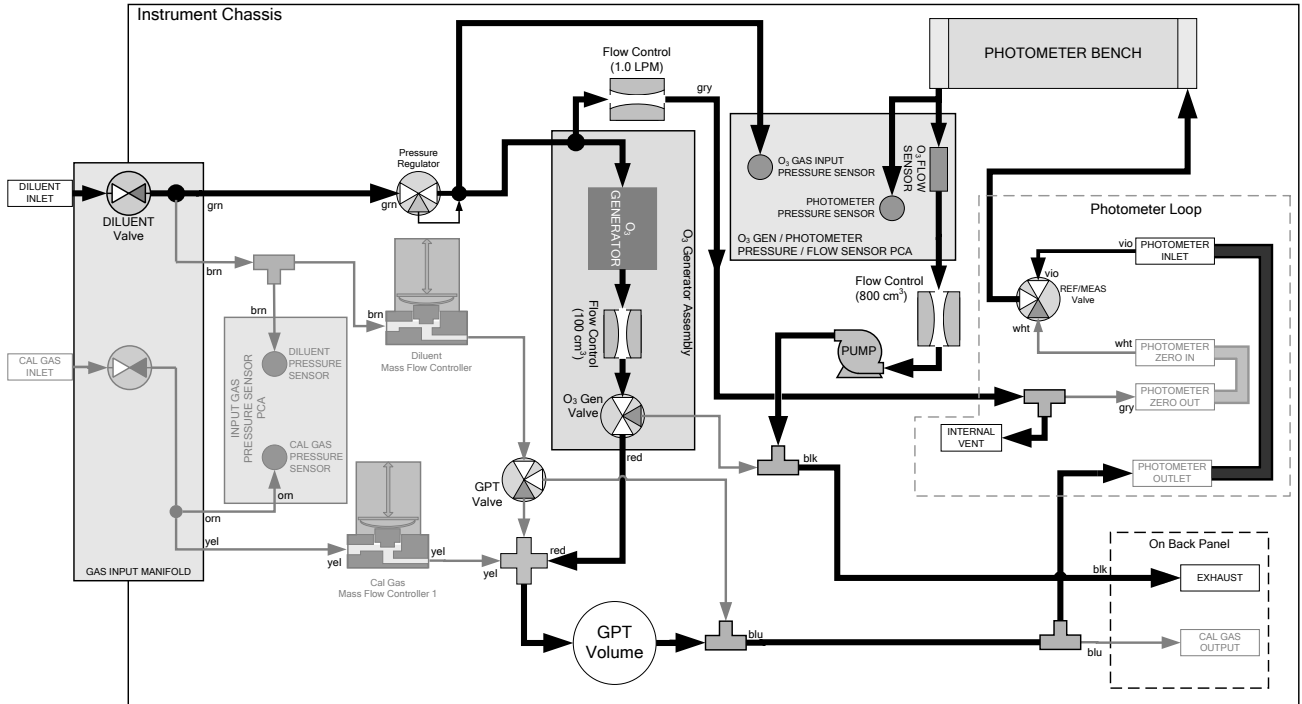 Instrument Chassis
Flow Control
(1.0 LPM)
gry
PHOTOMETER BENCH
DILUENT
INLET
DILUENT
Valve
grn
Pressure
Regulator
grn
O₃
GENERATOR
O₃ Generator Assembly
O₃ GAS INPUT
PRESSURE SENSOR
O₃ FLOW
SENSOR
PHOTOMETER
PRESSURE SENSOR
O₃ GEN / PHOTOMETER
PRESSURE / FLOW SENSOR PCA
Photometer Loop
vio
PHOTOMETER
INLET
vio
REF/MEAS
Valve
wht
wht
PHOTOMETER
ZERO IN
PHOTOMETER
ZERO OUT
gry
INTERNAL
VENT
PHOTOMETER
OUTLET
Flow Control
(800 cm³)
PUMP
brn
brn
brn
Diluent
Mass Flow Controller
Flow Control
(100 cm³)
CAL GAS
INLET
DILUENT
PRESSURE
SENSOR
INPUT GAS
PRESSURE SENSOR
PCA
CAL GAS
PRESSURE
SENSOR
orn
orn
O₃ Gen
Valve
red
blk
GPT
Valve
yel
yel
yel
yel
red
GAS INPUT MANIFOLD
Cal Gas
Mass Flow Controller 1
GPT
Volume
blu
blu
On Back Panel
blk
EXHAUST
CAL GAS
OUTPUT